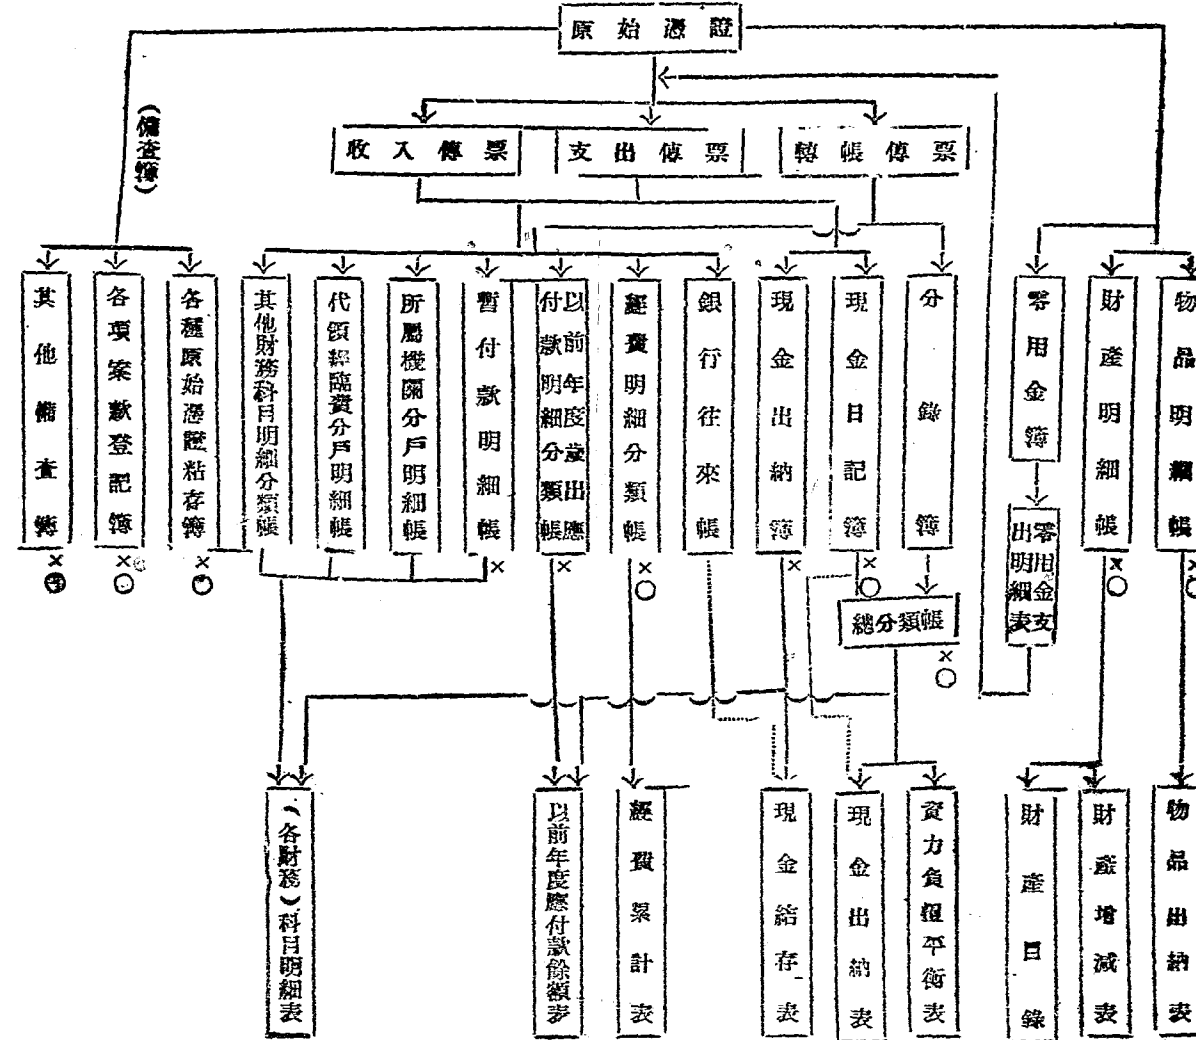 原始憑證
(備查簿)
收入傳票
支出傳票
轉帳傳票
其他備查簿
各項案款登記簿
各種原始憑證粘存簿
其他財務科目明細分類帳
代領經臨費分戶明細帳
所屬機關分戶明細帳
暫付款明細帳
以前年度歲出應
付款明細分類帳
經費明細分類帳
銀行往來帳
現金出納簿
現金日記簿
分錄簿
零用金簿
財產明細帳
物品明細帳
零用金支
出明細表
×
×
×
×
×
×
×
×
×
×
總分類帳
×
(各財務)科目明細表
以前年度應付款餘額表
經費累計表
現金結存表
現金出納表
資力負擔平衡表
財產目錄
財產增減表
物品出納表